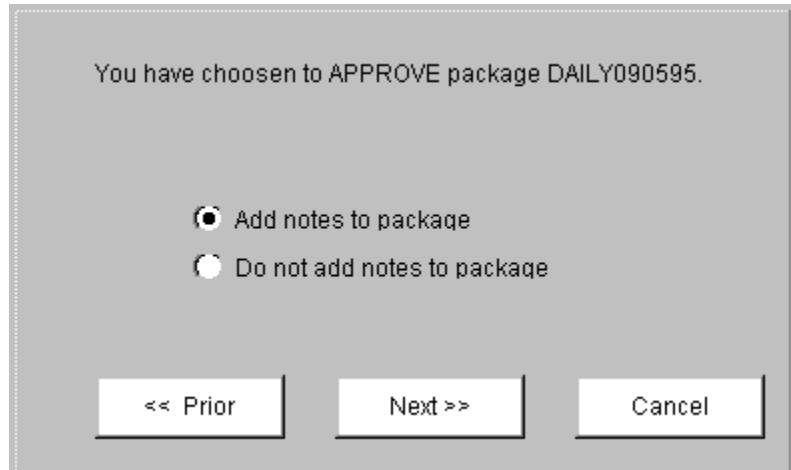 You have choosen to APPROVE package DAILY090595.
Add notes to package
Do not add notes to package
<< Prior
Next >>
Cancel